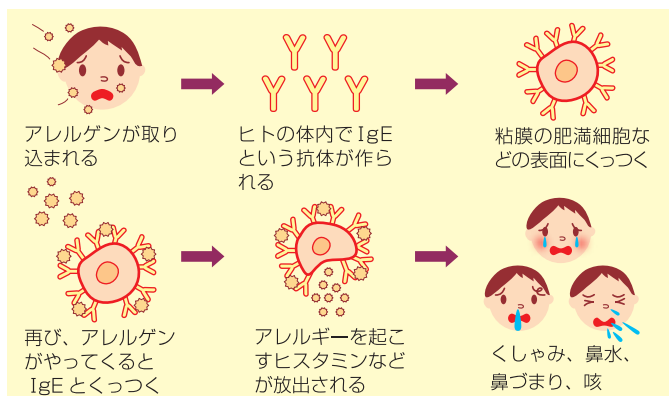 アレルゲンが取り
込まれる
ヒトの体内でIgE
という抗体が作ら
れる
粘膜の肥満細胞な
どの表面にくっつく
再び、アレルゲン
がやってくると
IgEとくっつく
アレルギーを起こ
すヒスタミンなど
が放出される
くしゃみ、鼻水、
鼻づまり、咳